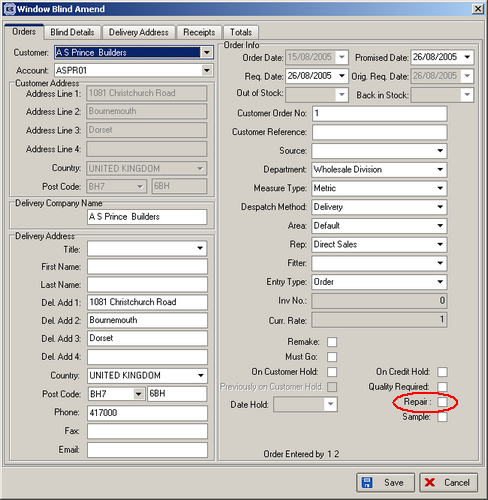 Window Blind Amend
Orders Blind Details Delivery Address Receipts Totals
Customer: A S Prince Builders
Account: ASPR01
Customer Address
Address Line 1: 1081 Christchurch Road
Address Line 2: Bournemouth
Address Line 3: Dorset
Address Line 4:
Country: UNITED KINGDOM
Post Code: BH7 6BH
Delivery Company Name
A S Prince Builders
Delivery Address
Title:
First Name:
Last Name:
Del. Add 1: 1081 Christchurch Road
Del. Add 2: Bournemouth
Del. Add 3: Dorset
Del. Add 4:
Country: UNITED KINGDOM
Post Code: BH7 6BH
Phone: 417000
Fax:
Email:
Order Info
Order Date: 15/08/2005 Promised Date: 26/08/2005
Req. Date: 26/08/2005 Orig. Req. Date: 26/08/2005
Out of Stock: Back in Stock:
Customer Order No: 1
Customer Reference:
Source:
Department: Wholesale Division
Measure Type: Metric
Despatch Method: Delivery
Area: Default
Rep: Direct Sales
Fitter:
Entry Type: Order
Inv No.: 0
Curr. Rate: 1
Remake:
Must Go:
On Customer Hold: On Credit Hold:
Previously on Customer Hold: Quality Required:
Date Hold: Repair :
Sample:
Order Entered by 1 2
Save Cancel